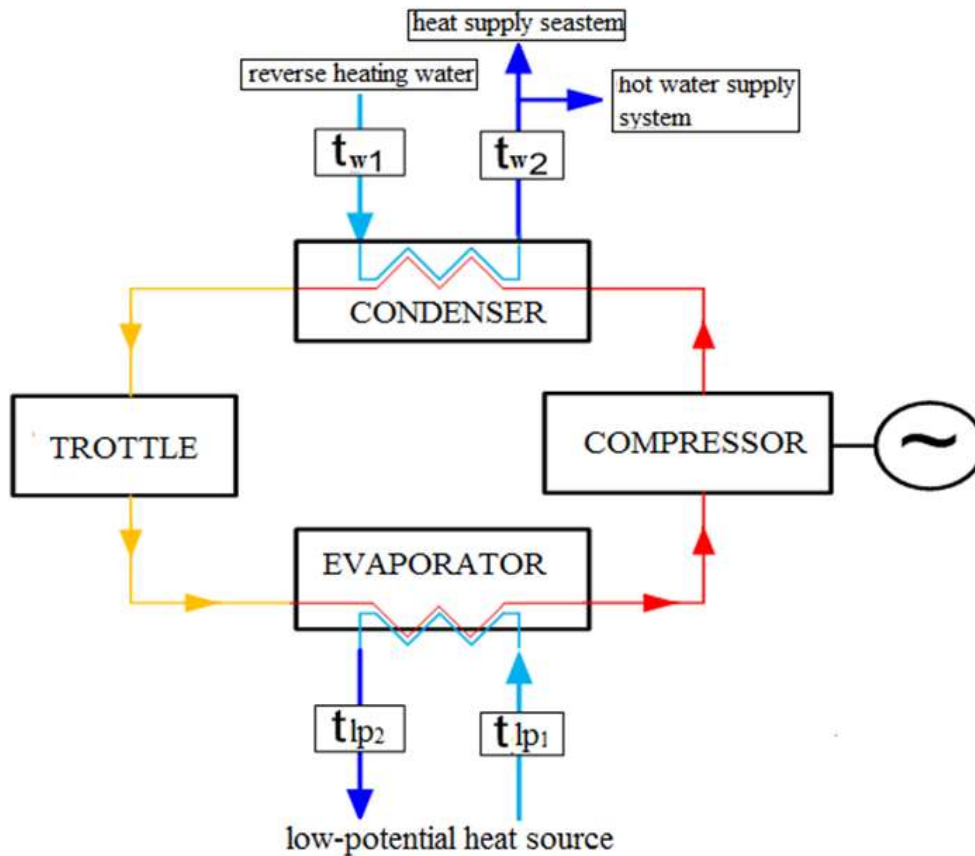 heat supply seastem
reverse heating water
hot water supply
system
tw1
tw2
CONDENSER
TROTTLE
COMPRESSOR
~
EVAPORATOR
tlp2
tlp1
low-potential heat source